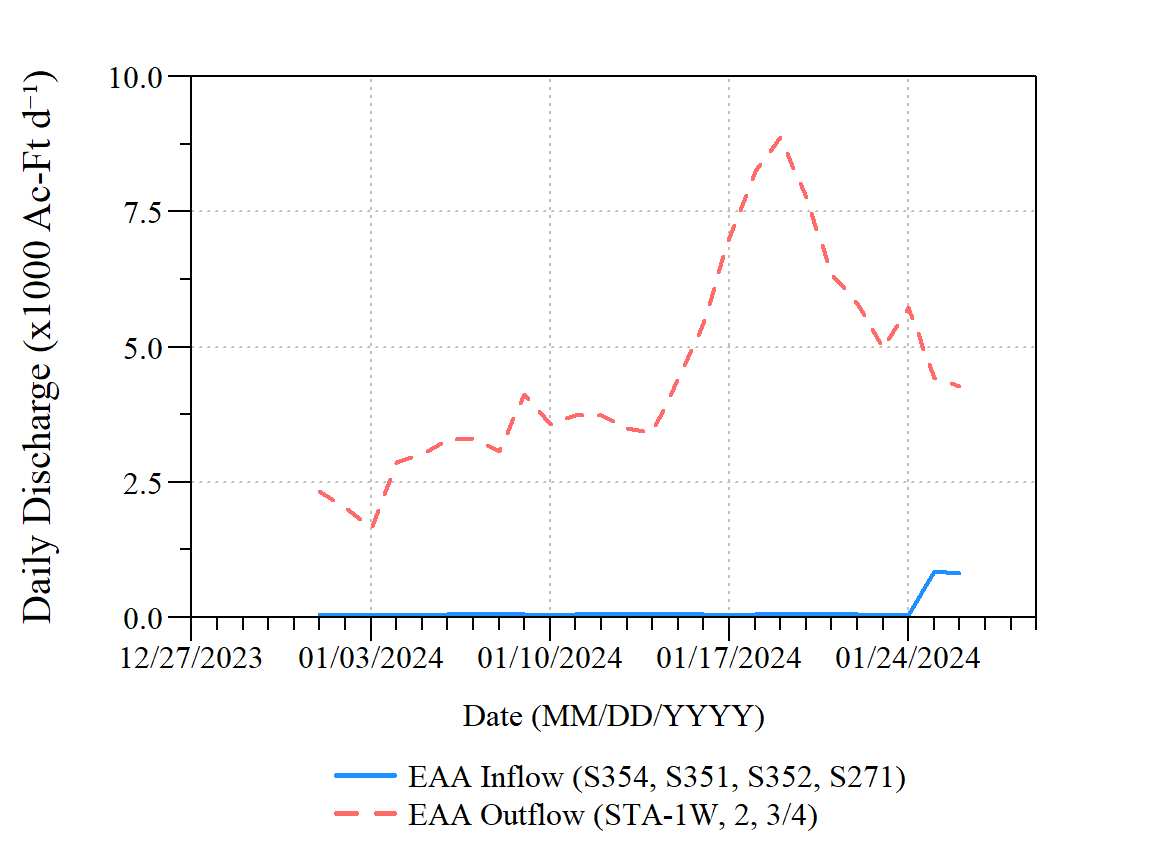 Daily Discharge (x1000 Ac-Ft d⁻¹)
10.0
7.5
5.0
2.5
0.0
12/27/2023 01/03/2024 01/10/2024 01/17/2024 01/24/2024
Date (MM/DD/YYYY)
EAA Inflow (S354, S351, S352, S271)
EAA Outflow (STA-1W, 2, 3/4)